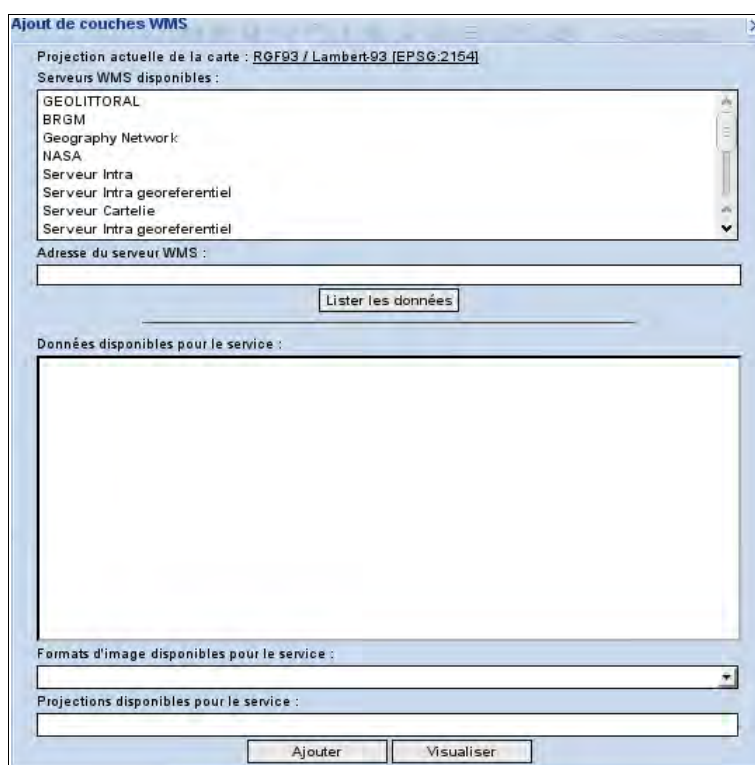 Ajout de couches WMS
Projection actuelle de la carte : RGF93 / Lambert-93 [EPSG:2154]
Serveurs WMS disponibles :
GEOLITTORAL
BRGM
Geography Network
NASA
Serveur Intra
Serveur Intra georeferentiel
Serveur Cartelie
Serveur Intra georeferentiel
Adresse du serveur WMS :
Lister les données
Données disponibles pour le service :
Formats d'image disponibles pour le service :
Projections disponibles pour le service :
Ajouter
Visualiser